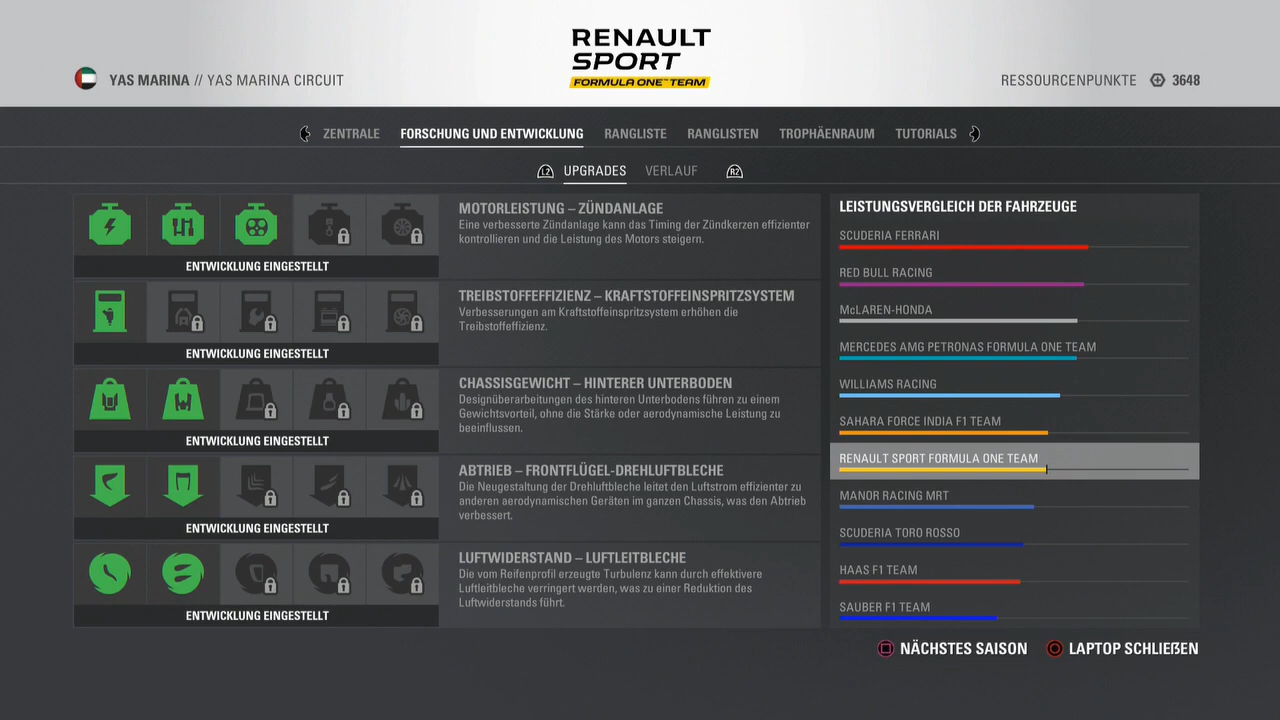 RENAULT
SPORT
FORMULA ONE™ TEAM
YAS MARINA // YAS MARINA CIRCUIT
RESSOURCENPUNKTE 3648
ZENTRALE FORSCHUNG UND ENTWICKLUNG RANGLISTE RANGLISTEN TROPHÄENRAUM TUTORIALS
L2 UPGRADES VERLAUF R2
MOTORLEISTUNG – ZÜNDANLAGE
Eine verbesserte Zündanlage kann das Timing der Zündkerzen effizienter
kontrollieren und die Leistung des Motors steigern.
ENTWICKLUNG EINGESTELLT
TREIBSTOFFEFFIZIENZ – KRAFTSTOFFEINSPRITZSYSTEM
Verbesserungen am Kraftstoffeinspritzsystem erhöhen die
Treibstoffeffizienz.
ENTWICKLUNG EINGESTELLT
CHASSISGEWICHT – HINTERER UNTERBODEN
Designüberarbeitungen des hinteren Unterbodens führen zu einem
Gewichtsvorteil, ohne die Stärke oder aerodynamische Leistung zu
beeinflussen.
ENTWICKLUNG EINGESTELLT
ABTRIEB – FRONTFLÜGEL-DREHLUFTBLECHE
Die Neugestaltung der Drehluftbleche leitet den Luftstrom effizienter zu
anderen aerodynamischen Geräten im ganzen Chassis, was den Abtrieb
verbessert.
ENTWICKLUNG EINGESTELLT
LUFTWIDERSTAND – LUFTLEITBLECHE
Die vom Reifenprofil erzeugte Turbulenz kann durch effektivere
Luftleitbleche verringert werden, was zu einer Reduktion des
Luftwiderstands führt.
ENTWICKLUNG EINGESTELLT
LEISTUNGSVERGLEICH DER FAHRZEUGE
SCUDERIA FERRARI
RED BULL RACING
McLAREN-HONDA
MERCEDES AMG PETRONAS FORMULA ONE TEAM
WILLIAMS RACING
SAHARA FORCE INDIA F1 TEAM
RENAULT SPORT FORMULA ONE TEAM
MANOR RACING MRT
SCUDERIA TORO ROSSO
HAAS F1 TEAM
SAUBER F1 TEAM
NÄCHSTES SAISON LAPTOP SCHLIEẞEN